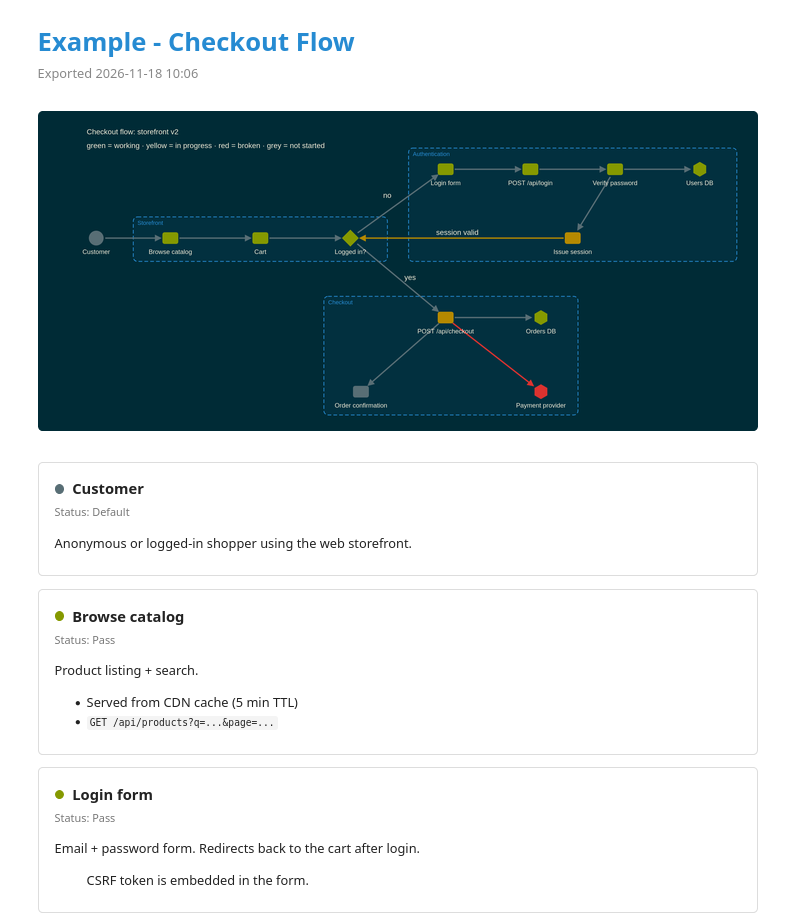 Example - Checkout Flow
Exported 2026-11-18 10:06
Checkout flow: storefront v2
green = working · yellow = in progress · red = broken · grey = not started
Authentication
Login form
POST /api/login
Verify password
Users DB
no
Storefront
Customer
Browse catalog
Cart
Logged in?
session valid
Issue session
yes
Checkout
POST /api/checkout
Orders DB
Order confirmation
Payment provider
Customer
Status: Default
Anonymous or logged-in shopper using the web storefront.
Browse catalog
Status: Pass
Product listing + search.
• Served from CDN cache (5 min TTL)
• GET /api/products?q=...&page=...
Login form
Status: Pass
Email + password form. Redirects back to the cart after login.
CSRF token is embedded in the form.